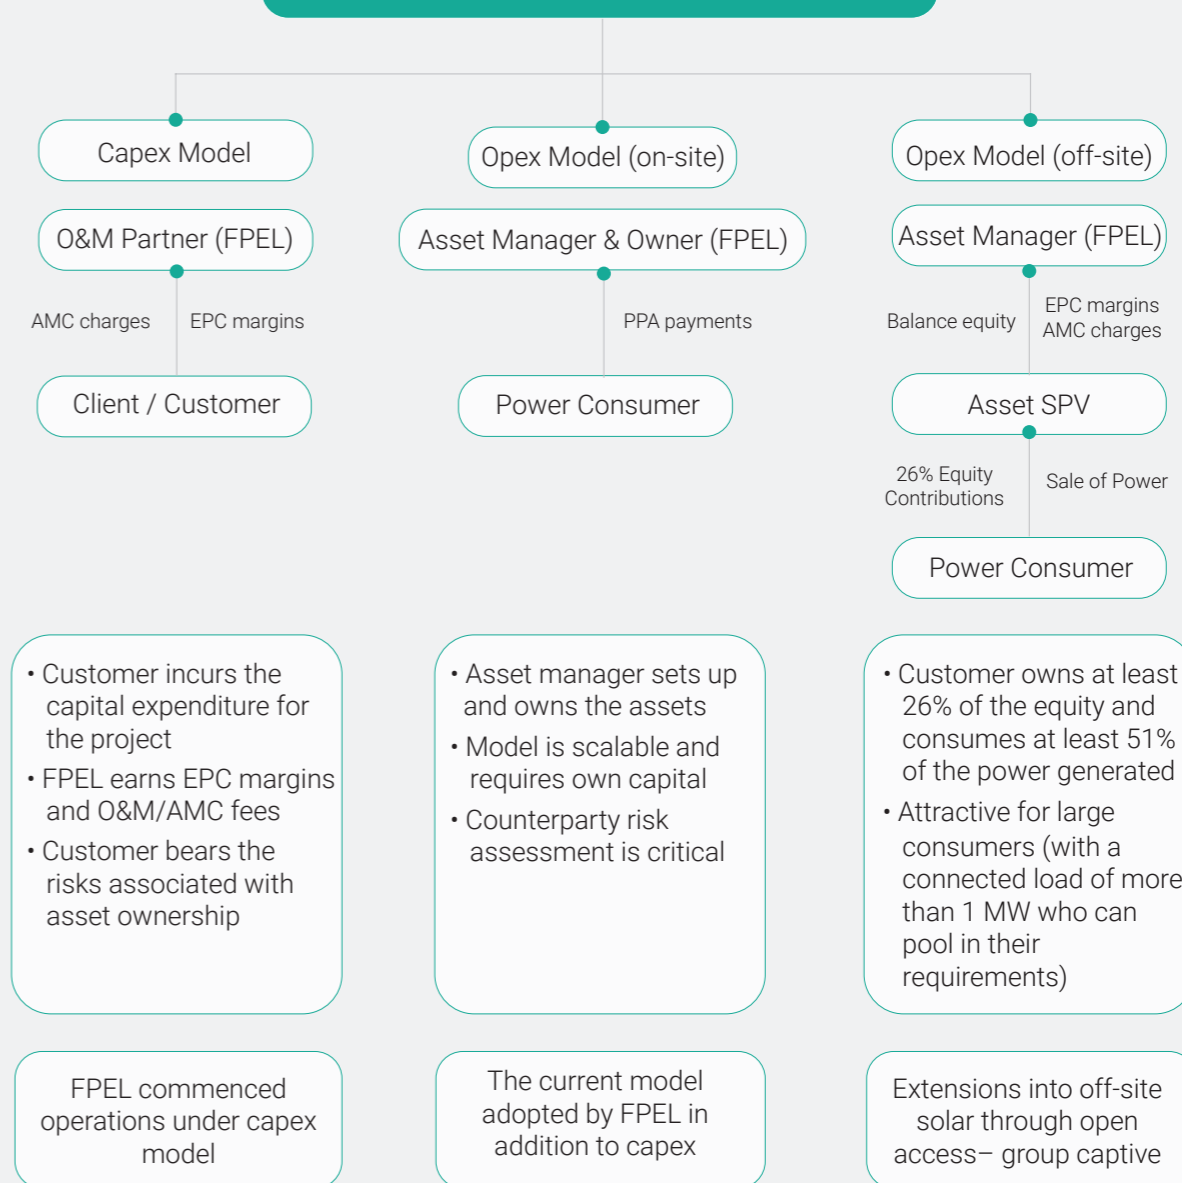 Capex Model
O&M Partner (FPEL)
AMC charges
EPC margins
Client / Customer
• Customer incurs the
capital expenditure for
the project
• FPEL earns EPC margins
and O&M/AMC fees
• Customer bears the
risks associated with
asset ownership
FPEL commenced
operations under capex
model
Opex Model (on-site)
Asset Manager & Owner (FPEL)
PPA payments
Power Consumer
• Asset manager sets up
and owns the assets
• Model is scalable and
requires own capital
• Counterparty risk
assessment is critical
The current model
adopted by FPEL in
addition to capex
Opex Model (off-site)
Asset Manager (FPEL)
Balance equity
EPC margins
AMC charges
Asset SPV
26% Equity
Contributions
Sale of Power
Power Consumer
• Customer owns at least
26% of the equity and
consumes at least 51%
of the power generated
• Attractive for large
consumers (with a
connected load of more
than 1 MW who can
pool in their
requirements)
Extensions into off-site
solar through open
access– group captive